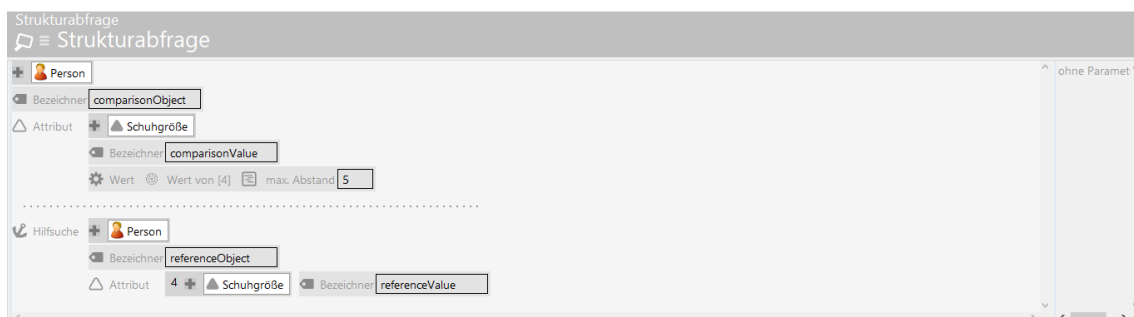 Strukturabfrage
≡ Strukturabfrage
Person
ohne Paramet
Bezeichner comparisonObject
Attribut Schuhgröße
Bezeichner comparisonValue
Wert Wert von [4] max. Abstand 5
Hilfsuche Person
Bezeichner referenceObject
Attribut 4 Schuhgröße Bezeichner referenceValue